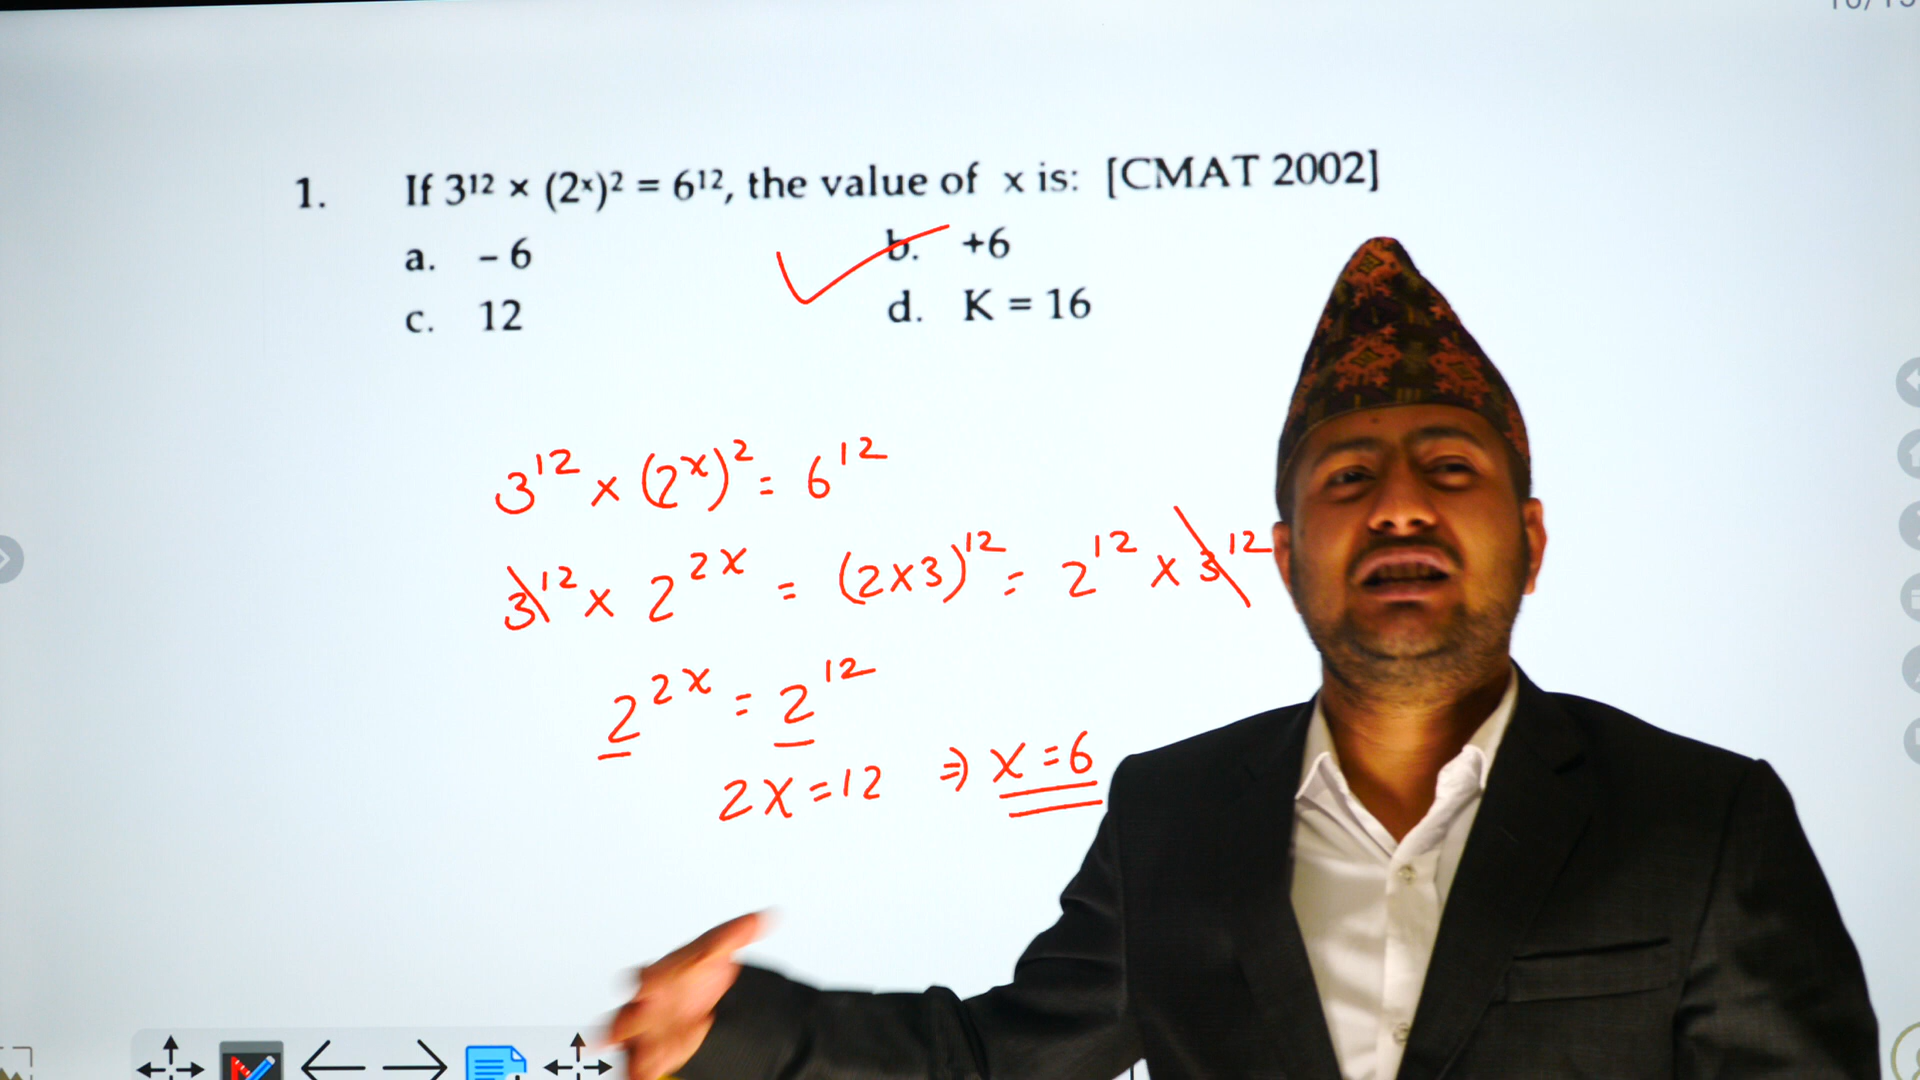 1. If 3¹² × (2ˣ)² = 6¹², the value of x is: [CMAT 2002]
a. – 6 b. +6
c. 12 d. K = 16
3¹² × (2ˣ)² = 6¹²
3¹² × 2²ˣ = (2×3)¹² = 2¹² × 3¹²
2²ˣ = 2¹²
2x = 12 ⇒ x = 6